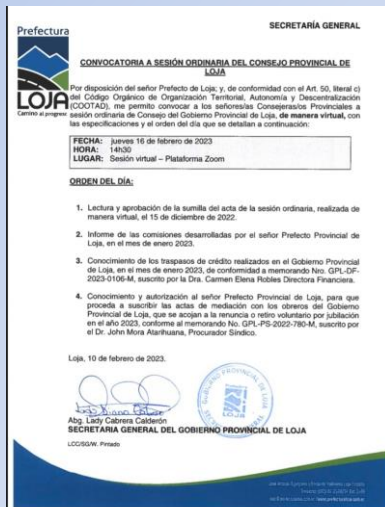 Prefectura
LOJA
Camino al progreso
SECRETARÍA GENERAL
CONVOCATORIA A SESIÓN ORDINARIA DEL CONSEJO PROVINCIAL DE
LOJA
Por disposición del señor Prefecto de Loja; y, de conformidad con el Art. 50, literal c)
del Código Orgánico de Organización Territorial, Autonomía y Descentralización
(COOTAD), me permito convocar a los señores/as Consejeras/os Provinciales a
sesión ordinaria de Consejo del Gobierno Provincial de Loja, de manera virtual, con
las especificaciones y el orden del día que se detallan a continuación:
FECHA: jueves 16 de febrero de 2023
HORA: 14h30
LUGAR: Sesión virtual – Plataforma Zoom
ORDEN DEL DÍA:
1. Lectura y aprobación de la sumilla del acta de la sesión ordinaria, realizada de
manera virtual, el 15 de diciembre de 2022.
2. Informe de las comisiones desarrolladas por el señor Prefecto Provincial de
Loja, en el mes de enero 2023.
3. Conocimiento de los traspasos de crédito realizados en el Gobierno Provincial
de Loja, en el mes de enero 2023, de conformidad a memorando Nro. GPL-DF-
2023-0106-M, suscrito por la Dra. Carmen Elena Robles Directora Financiera.
4. Conocimiento y autorización al señor Prefecto Provincial de Loja, para que
proceda a suscribir las actas de mediación con los obreros del Gobierno
Provincial de Loja, que se acojan a la renuncia o retiro voluntario por jubilación
en el año 2023, conforme al memorando No. GPL-PS-2022-780-M, suscrito por
el Dr. John Mora Atarihuana, Procurador Síndico.
Loja, 10 de febrero de 2023.
Abg. Lady Cabrera Calderón
SECRETARIA GENERAL DEL GOBIERNO PROVINCIAL DE LOJA
LCC/SG/W. Pintado